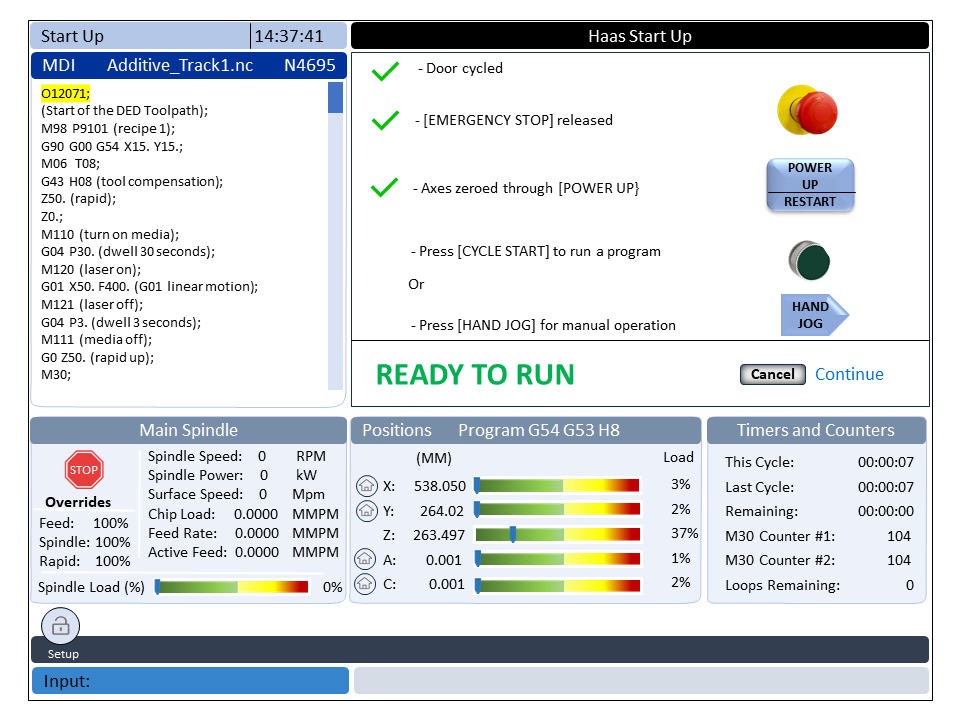 Start Up 14:37:41
MDI Additive_Track1.nc N4695
O12071;
(Start of the DED Toolpath);
M98 P9101 (recipe 1);
G90 G00 G54 X15. Y15.;
M06 T08;
G43 H08 (tool compensation);
Z50. (rapid);
Z0.;
M110 (turn on media);
G04 P30. (dwell 30 seconds);
M120 (laser on);
G01 X50. F400. (G01 linear motion);
M121 (laser off);
G04 P3. (dwell 3 seconds);
M111 (media off);
G0 Z50. (rapid up);
M30;
Haas Start Up
- Door cycled
- [EMERGENCY STOP] released
- Axes zeroed through [POWER UP}
POWER
UP
RESTART
- Press [CYCLE START] to run a program
Or
- Press [HAND JOG] for manual operation
HAND
JOG
READY TO RUN Cancel Continue
Main Spindle
STOP
Overrides
Feed: 100%
Spindle: 100%
Rapid: 100%
Spindle Speed: 0 RPM
Spindle Power: 0 kW
Surface Speed: 0 Mpm
Chip Load: 0.0000 MMPM
Feed Rate: 0.0000 MMPM
Active Feed: 0.0000 MMPM
Spindle Load (%) 0%
Positions Program G54 G53 H8
(MM) Load
X: 538.050 3%
Y: 264.02 2%
Z: 263.497 37%
A: 0.001 1%
C: 0.001 2%
Timers and Counters
This Cycle: 00:00:07
Last Cycle: 00:00:07
Remaining: 00:00:00
M30 Counter #1: 104
M30 Counter #2: 104
Loops Remaining: 0
Setup
Input: